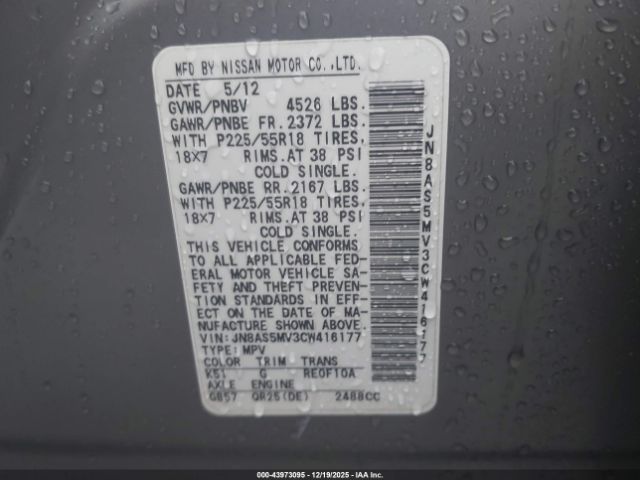 MFD BY NISSAN MOTOR CO.,LTD.
DATE 5/12
GVWR/PNBV 4526 LBS.
GAWR/PNBE FR. 2372 LBS.
WITH P225/55R18 TIRES,
18X7 RIMS. AT 38 PSI
COLD SINGLE.
GAWR/PNBE RR. 2167 LBS.
WITH P225/55R18 TIRES,
18X7 RIMS. AT 38 PSI
COLD SINGLE.
THIS VEHICLE CONFORMS
TO ALL APPLICABLE FED-
ERAL MOTOR VEHICLE SA-
FETY AND THEFT PREVEN-
TION STANDARDS IN EFF-
ECT ON THE DATE OF MA-
NUFACTURE SHOWN ABOVE.
VIN: JN8AS5MV3CW416177
TYPE: MPV
COLOR TRIM TRANS
K51 G RE0F10A
AXLE ENGINE
GB57 QR25(DE) 2488CC
JN8AS5MV3CW416177
000-43973095 - 12/19/2025 - IAAI.COM